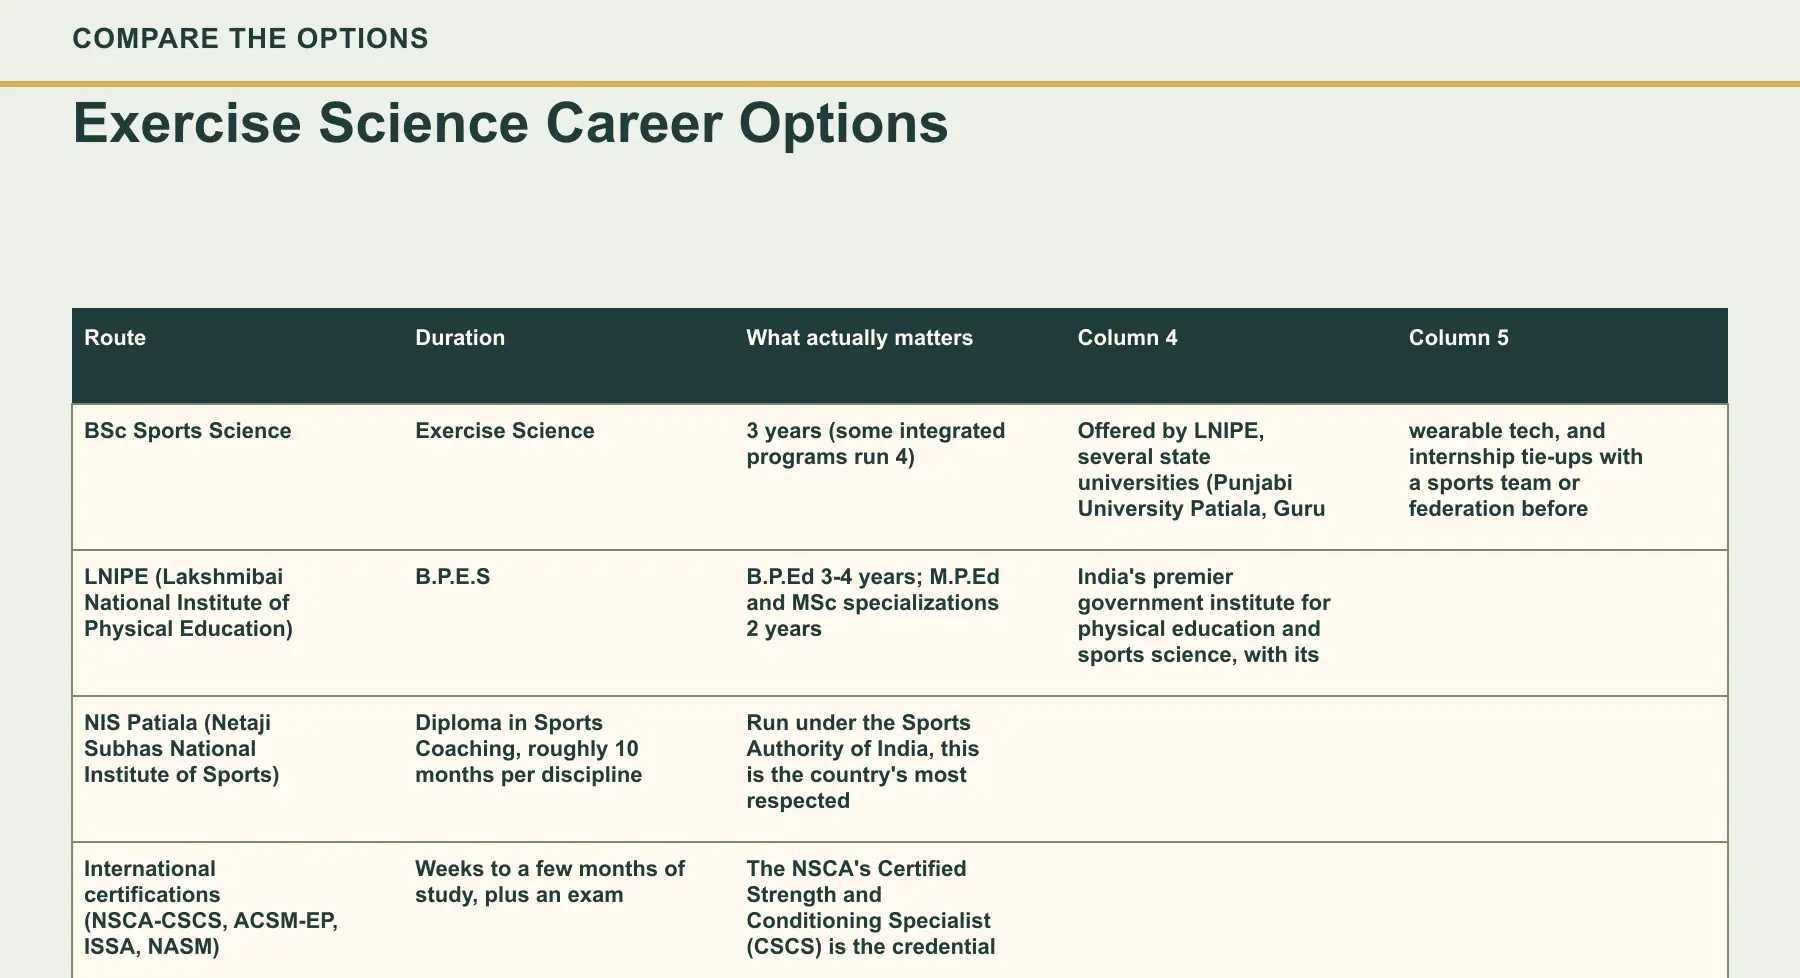 COMPARE THE OPTIONS
Exercise Science Career Options
Route
Duration
What actually matters
Column 4
Column 5
BSc Sports Science
Exercise Science
3 years (some integrated
programs run 4)
Offered by LNIPE,
several state
universities (Punjabi
University Patiala, Guru
wearable tech, and
internship tie-ups with
a sports team or
federation before
LNIPE (Lakshmibai
National Institute of
Physical Education)
B.P.E.S
B.P.Ed 3-4 years; M.P.Ed
and MSc specializations
2 years
India's premier
government institute for
physical education and
sports science, with its
NIS Patiala (Netaji
Subhas National
Institute of Sports)
Diploma in Sports
Coaching, roughly 10
months per discipline
Run under the Sports
Authority of India, this
is the country's most
respected
International
certifications
(NSCA-CSCS, ACSM-EP,
ISSA, NASM)
Weeks to a few months of
study, plus an exam
The NSCA's Certified
Strength and
Conditioning Specialist
(CSCS) is the credential